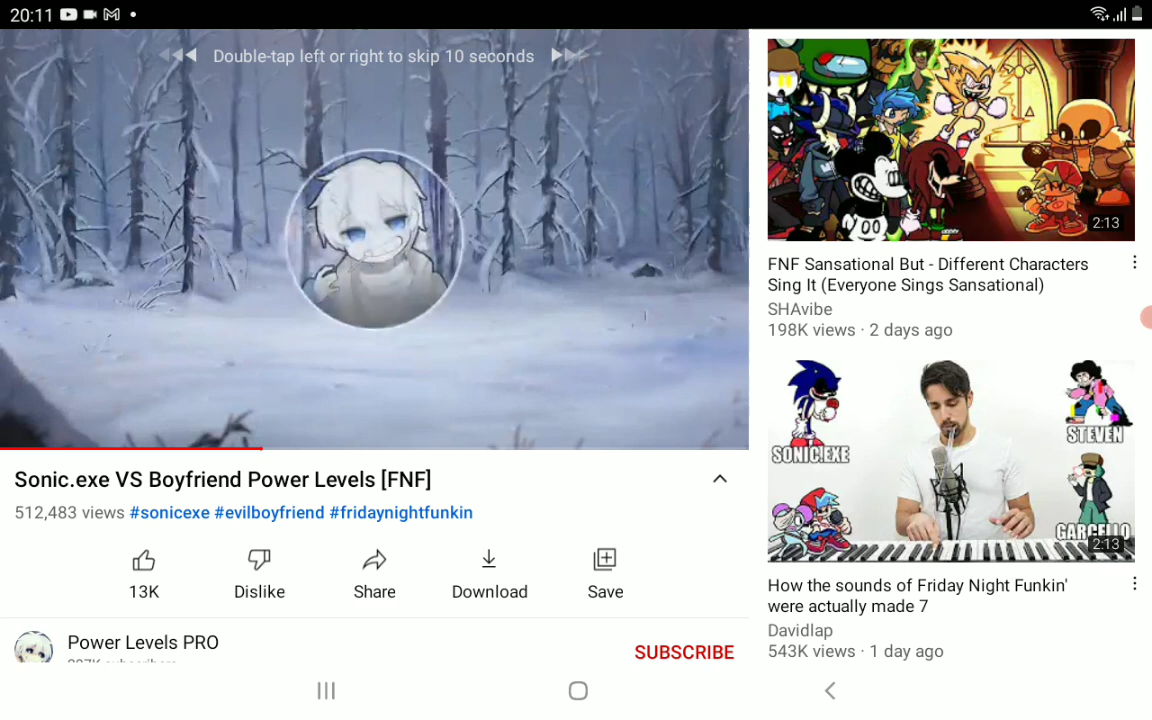 20:11
Double-tap left or right to skip 10 seconds
Sonic.exe VS Boyfriend Power Levels [FNF]
512,483 views #sonicexe #evilboyfriend #fridaynightfunkin
13K
Dislike
Share
Download
Save
Power Levels PRO
SUBSCRIBE
2:13
FNF Sansational But - Different Characters
Sing It (Everyone Sings Sansational)
SHAvibe
198K views · 2 days ago
SONIC.EXE
STEVEN
GARCELLO
2:13
How the sounds of Friday Night Funkin'
were actually made 7
Davidlap
543K views · 1 day ago